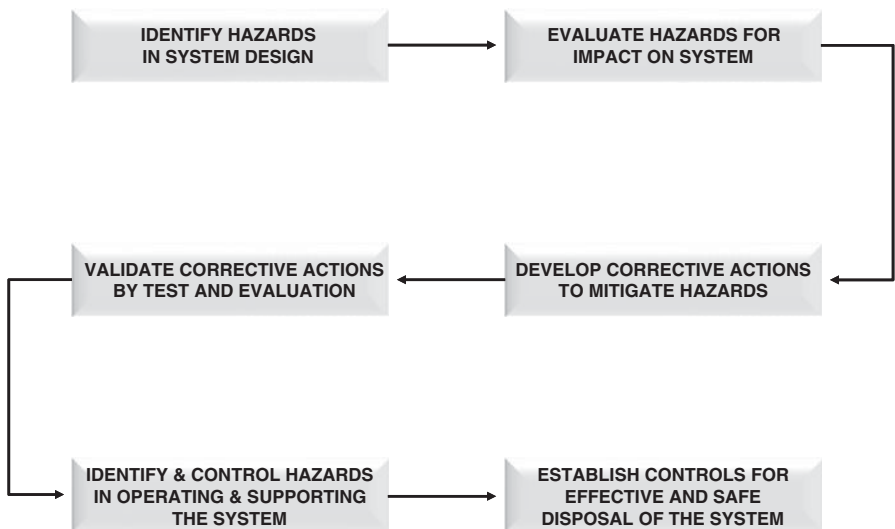 IDENTIFY HAZARDS
IN SYSTEM DESIGN
EVALUATE HAZARDS FOR
IMPACT ON SYSTEM
DEVELOP CORRECTIVE ACTIONS
TO MITIGATE HAZARDS
VALIDATE CORRECTIVE ACTIONS
BY TEST AND EVALUATION
IDENTIFY & CONTROL HAZARDS
IN OPERATING & SUPPORTING
THE SYSTEM
ESTABLISH CONTROLS FOR
EFFECTIVE AND SAFE
DISPOSAL OF THE SYSTEM